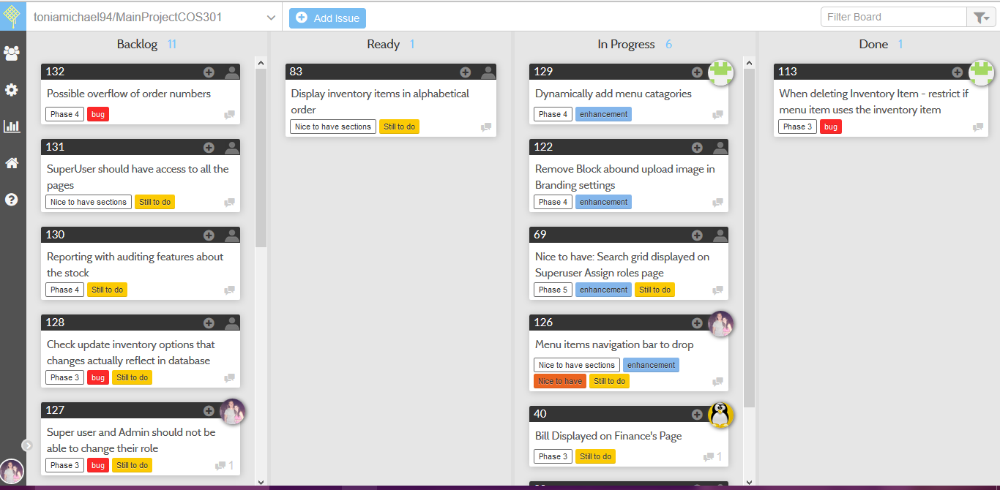 toniamichael94/MainProjectCOS301
Add Issue
Filter Board
Backlog 11
132
Possible overflow of order numbers
Phase 4 bug
131
SuperUser should have access to all the
pages
Nice to have sections Still to do
130
Reporting with auditing features about
the stock
Phase 4 Still to do
128
Check update inventory options that
changes actually reflect in database
Phase 3 bug Still to do
127
Super user and Admin should not be
able to change their role
Phase 3 bug Still to do 1
Ready 1
83
Display inventory items in alphabetical
order
Nice to have sections Still to do
In Progress 6
129
Dynamically add menu catagories
Phase 4 enhancement
122
Remove Block abound upload image in
Branding settings
Phase 4 enhancement
69
Nice to have: Search grid displayed on
Superuser Assign roles page
Phase 5 enhancement Still to do
126
Menu items navigation bar to drop
Nice to have sections enhancement
Nice to have Still to do
40
Bill Displayed on Finance's Page
Phase 3 Still to do 1
Done 1
113
When deleting Inventory Item - restrict if
menu item uses the inventory item
Phase 3 bug